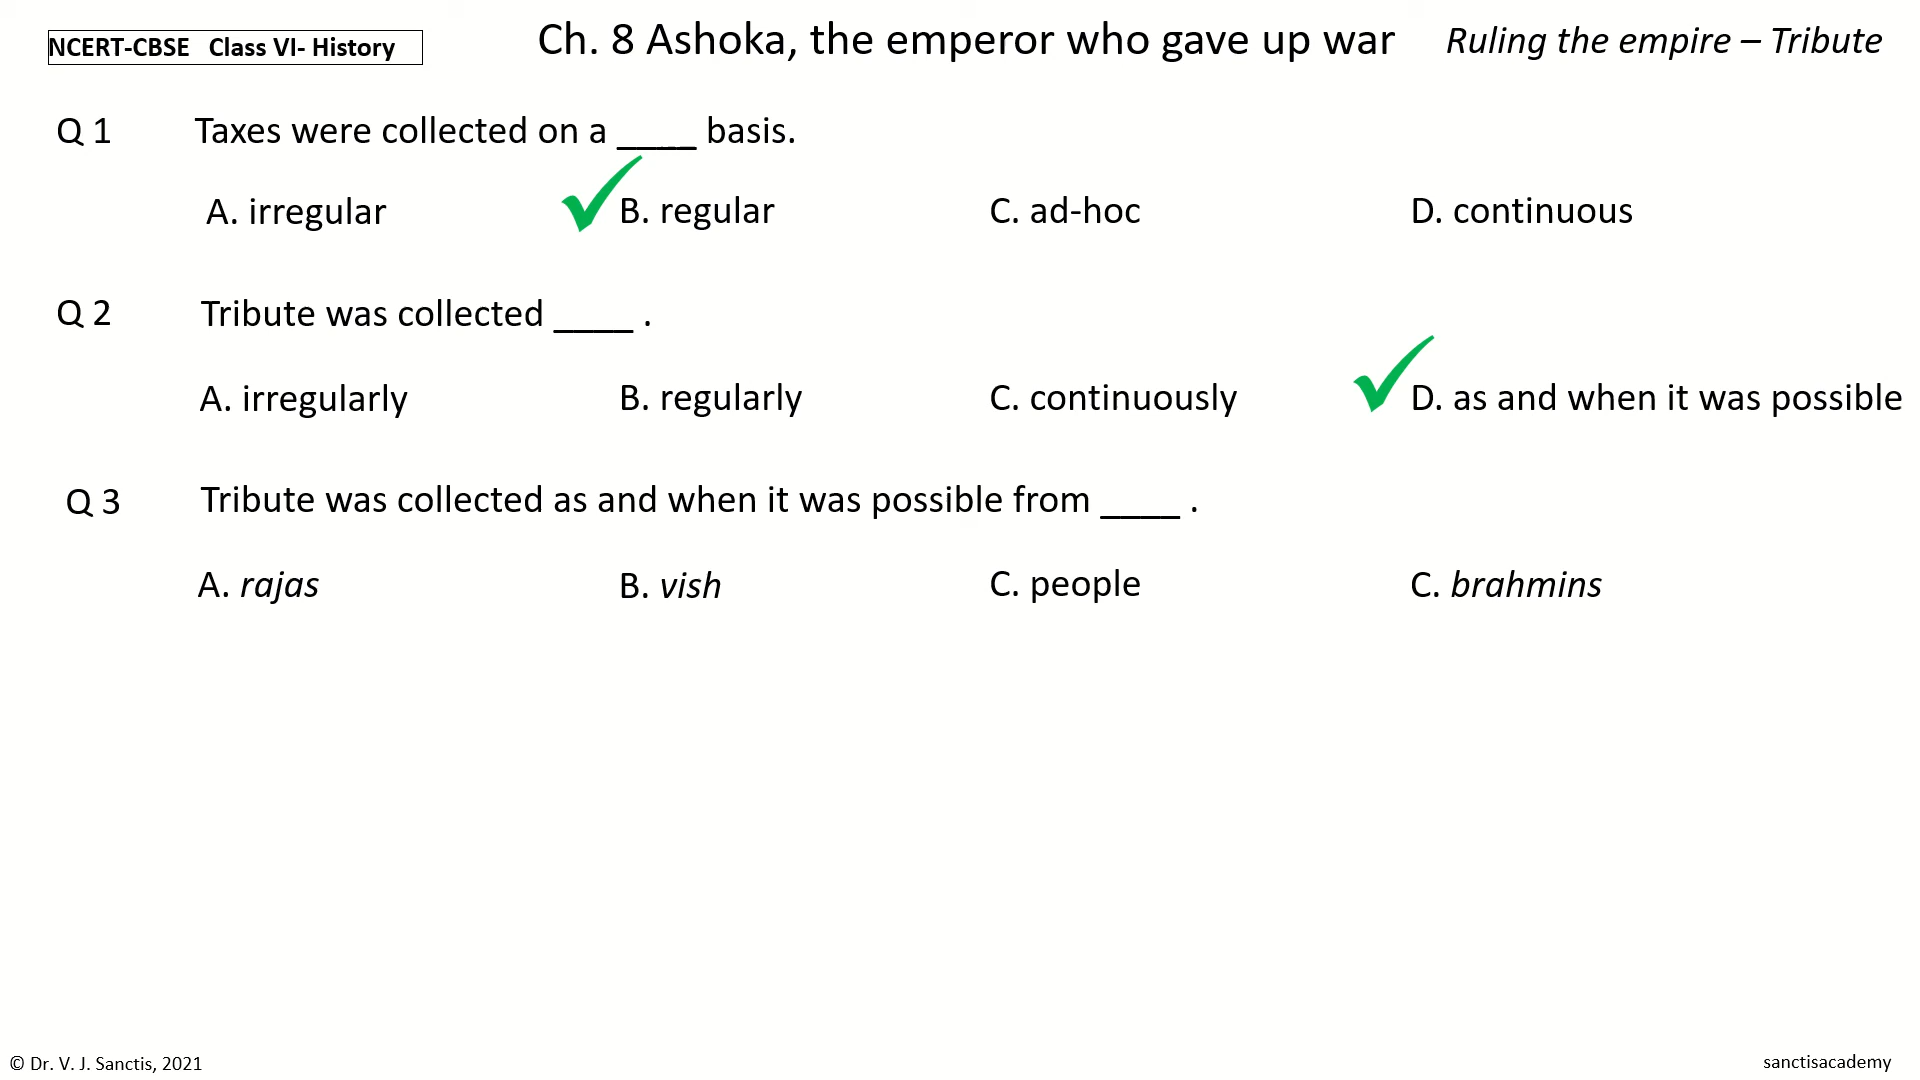 NCERT-CBSE Class VI- History
Ch. 8 Ashoka, the emperor who gave up war
Ruling the empire – Tribute
Q 1 Taxes were collected on a ____ basis.
A. irregular B. regular C. ad-hoc D. continuous
Q 2 Tribute was collected ____ .
A. irregularly B. regularly C. continuously D. as and when it was possible
Q 3 Tribute was collected as and when it was possible from ____ .
A. rajas B. vish C. people C. brahmins
© Dr. V. J. Sanctis, 2021
sanctisacademy